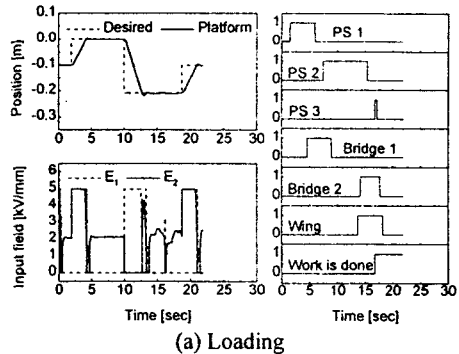 Desired Platform
Position [m]
0.1
0.0
-0.1
-0.2
-0.3
0 5 10 15 20 25 30
E1 E2
Input field [kV/mm]
6
5
4
3
2
1
0
0 5 10 15 20 25 30
Time [sec]
1 PS 1
0
1 PS 2
0
1 PS 3
0
1 Bridge 1
0
1 Bridge 2
0
1 Wing
0
1 Work is done
0
0 5 10 15 20 25 30
Time [sec]
(a) Loading